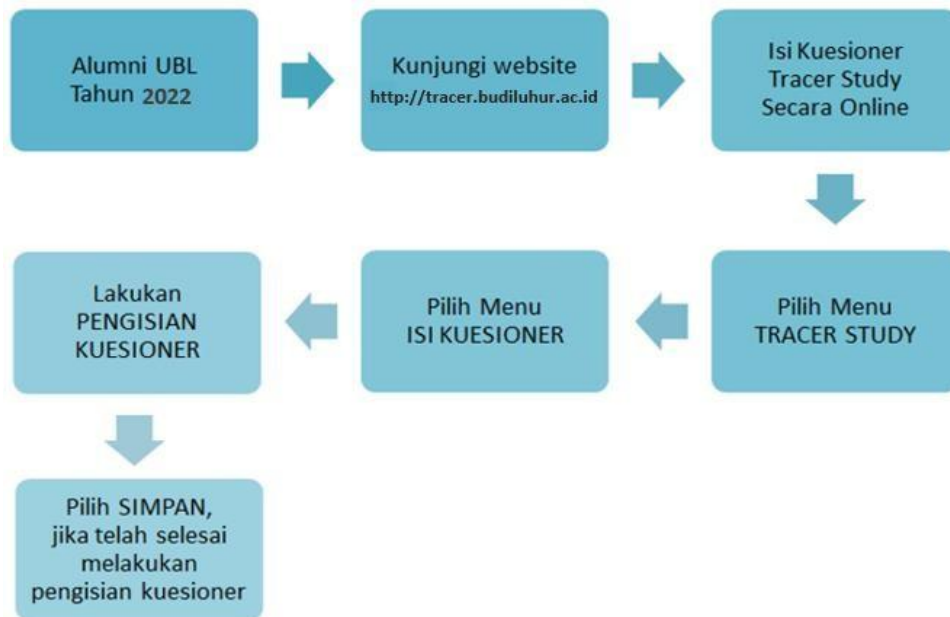 Alumni UBL
Tahun 2022
Kunjungi website
http://tracer.budiluhur.ac.id
Isi Kuesioner
Tracer Study
Secara Online
Pilih Menu
TRACER STUDY
Pilih Menu
ISI KUESIONER
Lakukan
PENGISIAN
KUESIONER
Pilih SIMPAN,
jika telah selesai
melakukan
pengisian kuesioner